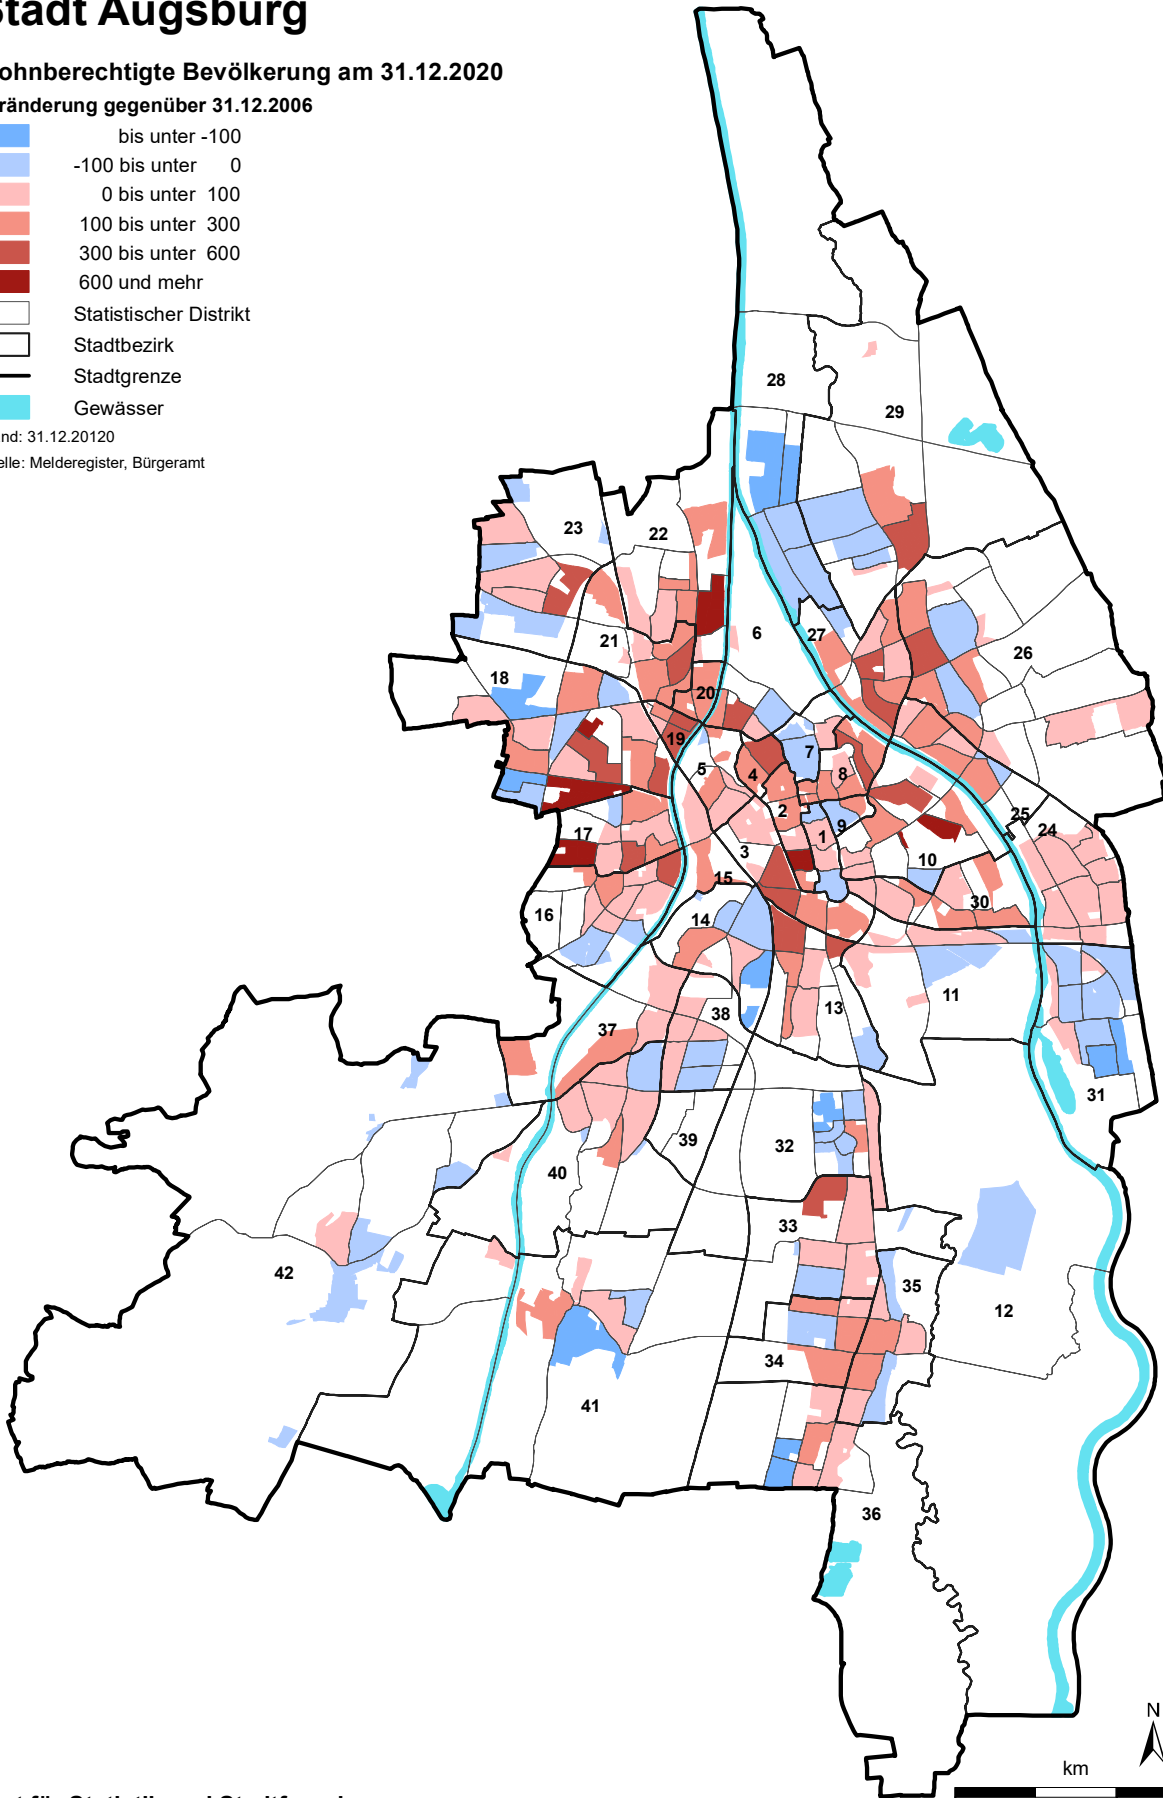 Stadt Augsburg
ohnberechtigte Bevölkerung am 31.12.2020
ränderung gegenüber 31.12.2006
bis unter -100
-100 bis unter 0
0 bis unter 100
100 bis unter 300
300 bis unter 600
600 und mehr
Statistischer Distrikt
Stadtbezirk
Stadtgrenze
Gewässer
nd: 31.12.20120
elle: Melderegister, Bürgeramt
28
29
23
22
6
27
21
26
18
20
19
7
5
4
8
2
25
17
1
9
24
3
10
15
30
16
14
11
13
38
37
31
39
32
40
33
42
35
12
34
41
36
N
km